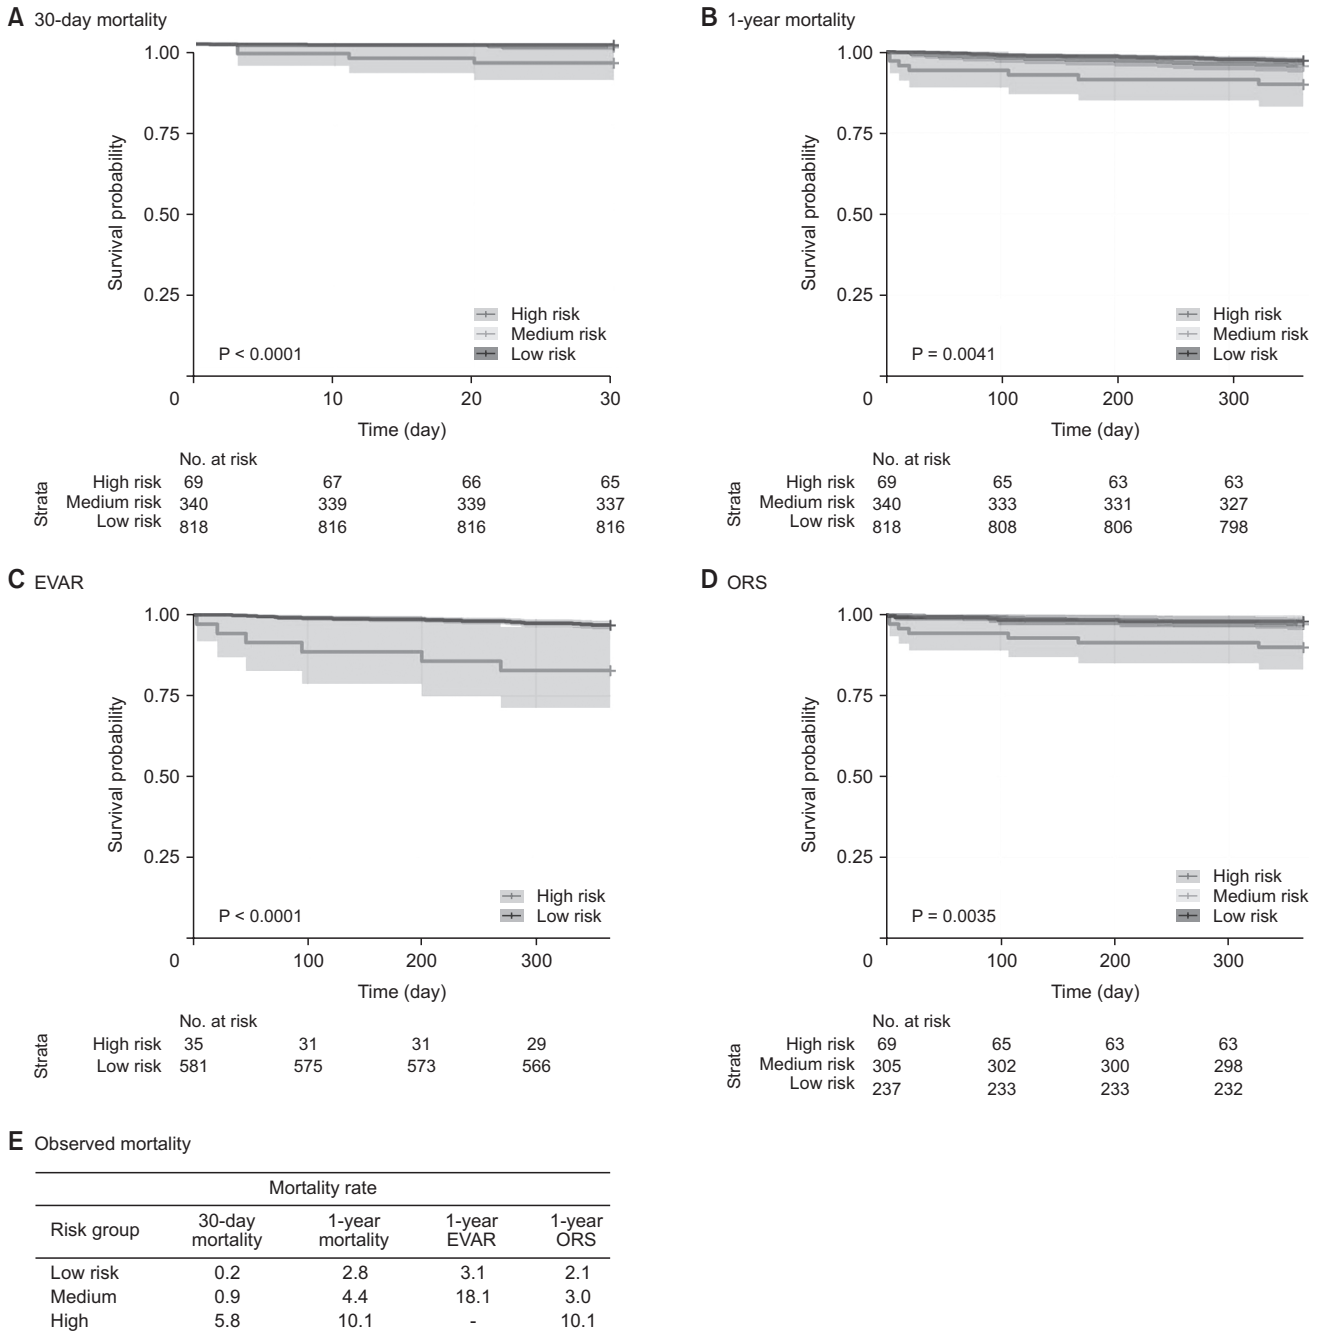 A 30-day mortality
1.00
0.75
0.50
0.25
Survival probability
High risk
Medium risk
Low risk
P < 0.0001
0 10 20 30
Time (day)
No. at risk
Strata
High risk 69 67 66 65
Medium risk 340 339 339 337
Low risk 818 816 816 816
B 1-year mortality
1.00
0.75
0.50
0.25
Survival probability
High risk
Medium risk
Low risk
P = 0.0041
0 100 200 300
Time (day)
No. at risk
Strata
High risk 69 65 63 63
Medium risk 340 333 331 327
Low risk 818 808 806 798
C EVAR
1.00
0.75
0.50
0.25
Survival probability
High risk
Low risk
P < 0.0001
0 100 200 300
Time (day)
No. at risk
Strata
High risk 35 31 31 29
Low risk 581 575 573 566
D ORS
1.00
0.75
0.50
0.25
Survival probability
High risk
Medium risk
Low risk
P = 0.0035
0 100 200 300
Time (day)
No. at risk
Strata
High risk 69 65 63 63
Medium risk 305 302 300 298
Low risk 237 233 233 232
E Observed mortality
Mortality rate
Risk group 30-day mortality 1-year mortality 1-year EVAR 1-year ORS
Low risk 0.2 2.8 3.1 2.1
Medium 0.9 4.4 18.1 3.0
High 5.8 10.1 - 10.1